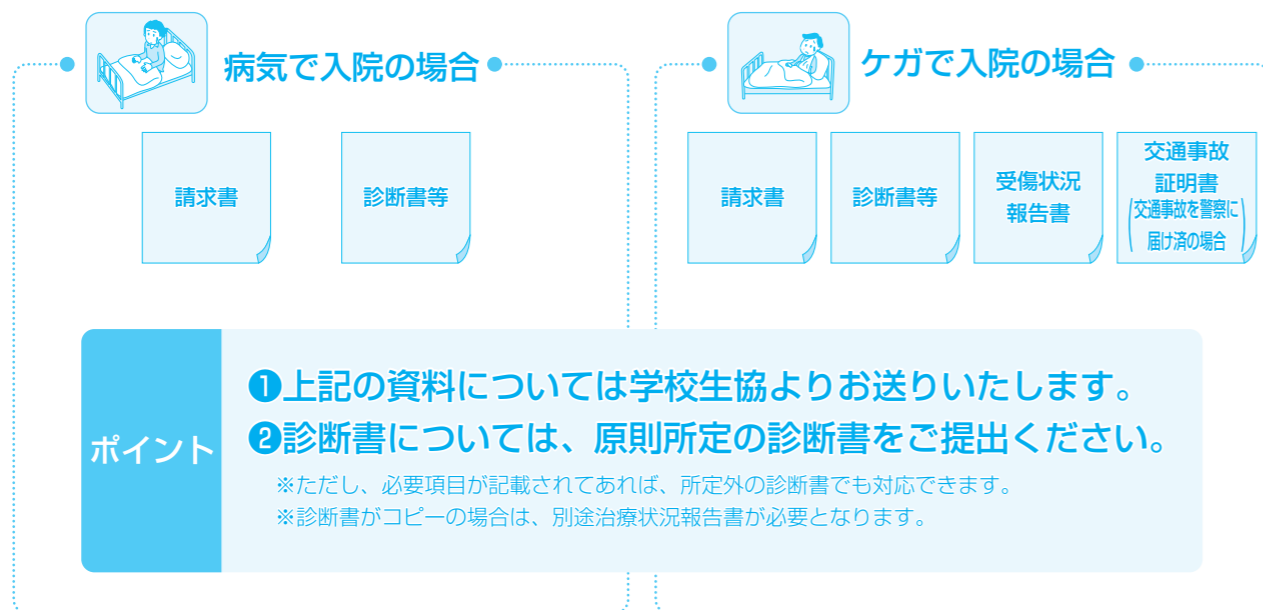 病気で入院の場合
請求書
診断書等
ケガで入院の場合
請求書
診断書等
受傷状況
報告書
交通事故
証明書
(交通事故を警察に
届け済の場合)
ポイント
❶上記の資料については学校生協よりお送りいたします。
❷診断書については、原則所定の診断書をご提出ください。
※ただし、必要項目が記載されてあれば、所定外の診断書でも対応できます。
※診断書がコピーの場合は、別途治療状況報告書が必要となります。